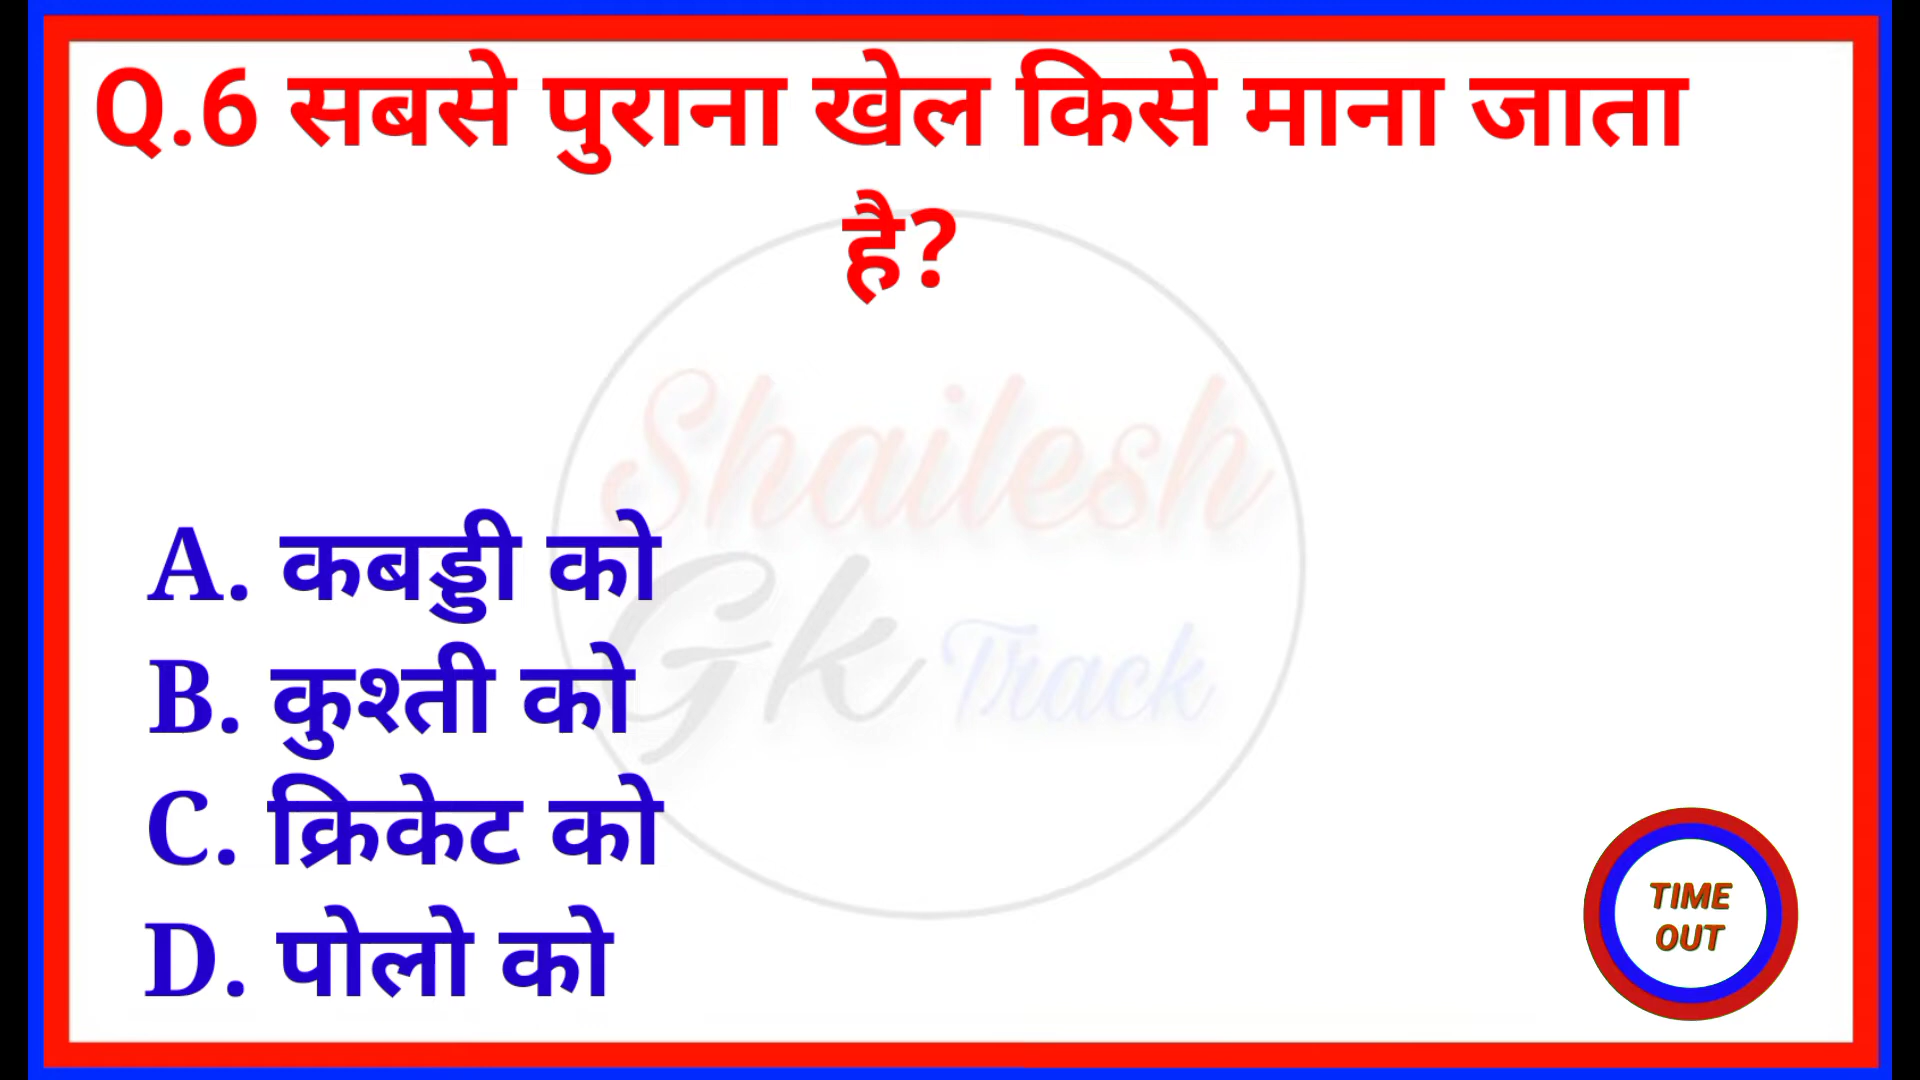 Q.6 सबसे पुराना खेल किसे माना जाता
है?
Shailesh
Gk Track
A. कबड्डी को
B. कुश्ती को
C. क्रिकेट को
D. पोलो को
TIME
OUT